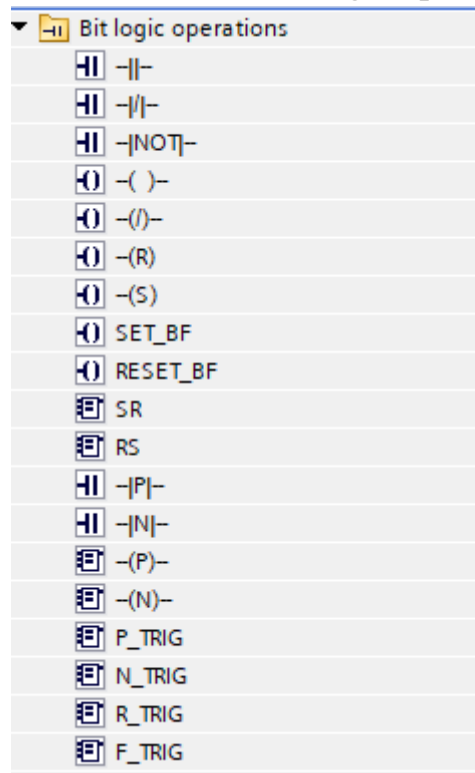 Bit logic operations
-||-
-|/|-
-|NOT|-
-( )-
-(/)-
-(R)
-(S)
SET_BF
RESET_BF
SR
RS
-|P|-
-|N|-
-(P)-
-(N)-
P_TRIG
N_TRIG
R_TRIG
F_TRIG